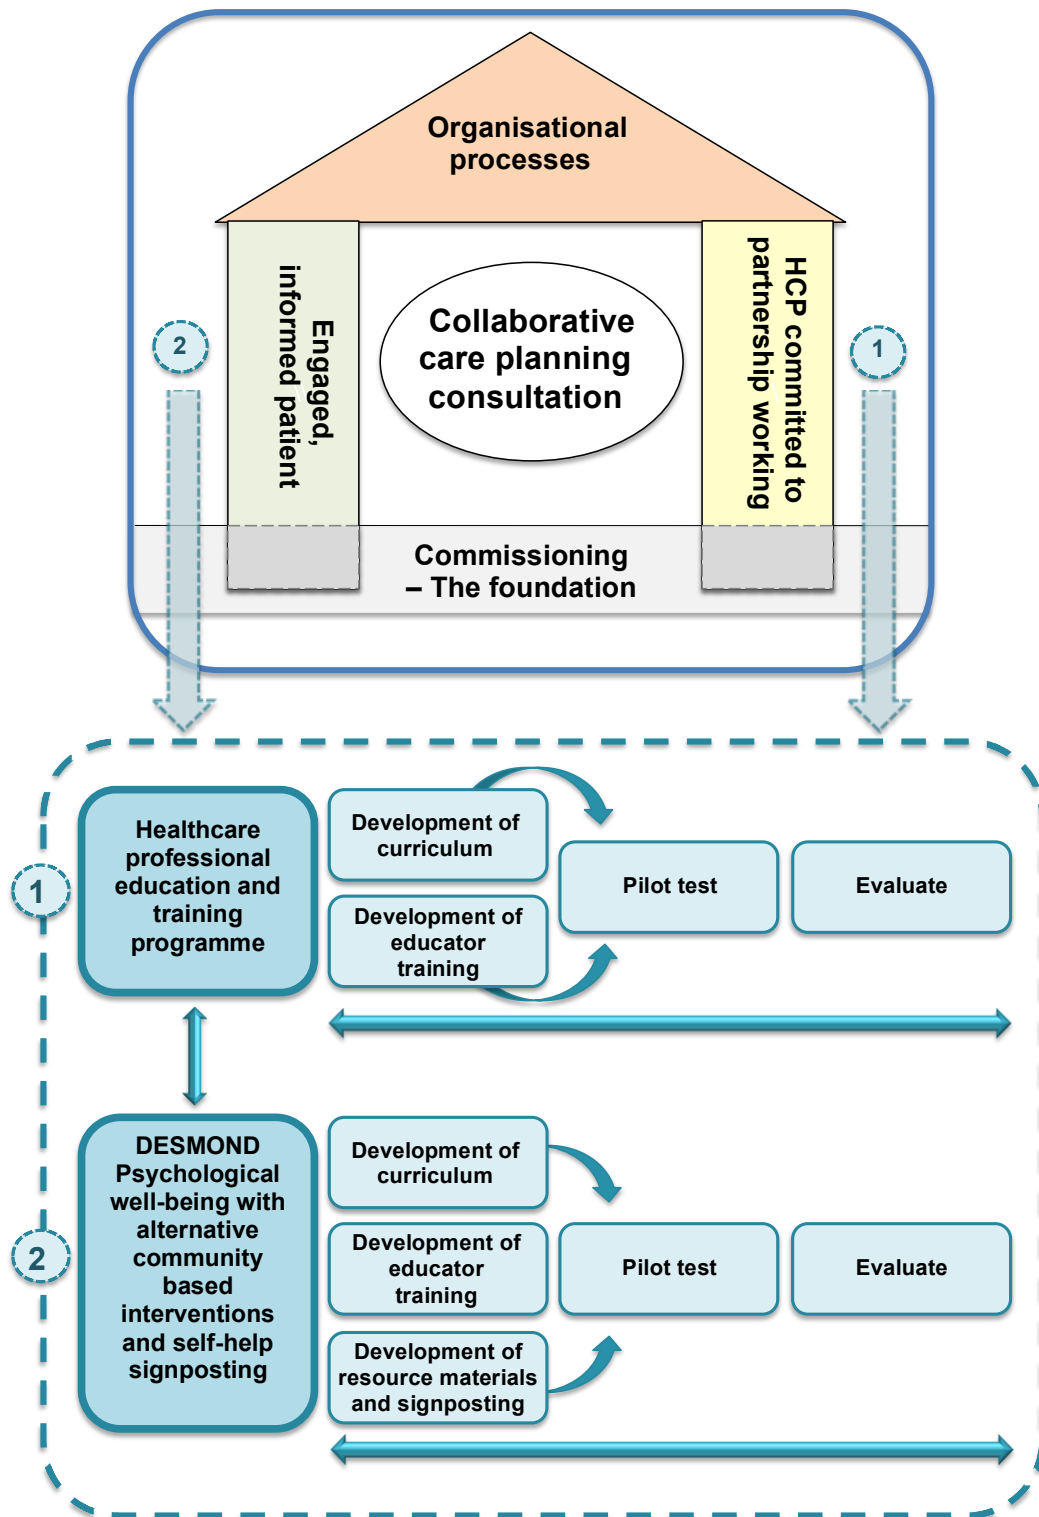 Organisational
processes
Engaged,
informed patient
Collaborative
care planning
consultation
HCP committed to
partnership working
2
1
Commissioning
– The foundation
1
Healthcare
professional
education and
training
programme
Development of
curriculum
Development of
educator
training
Pilot test
Evaluate
2
DESMOND
Psychological
well-being with
alternative
community
based
interventions
and self-help
signposting
Development of
curriculum
Development of
educator
training
Development of
resource materials
and signposting
Pilot test
Evaluate